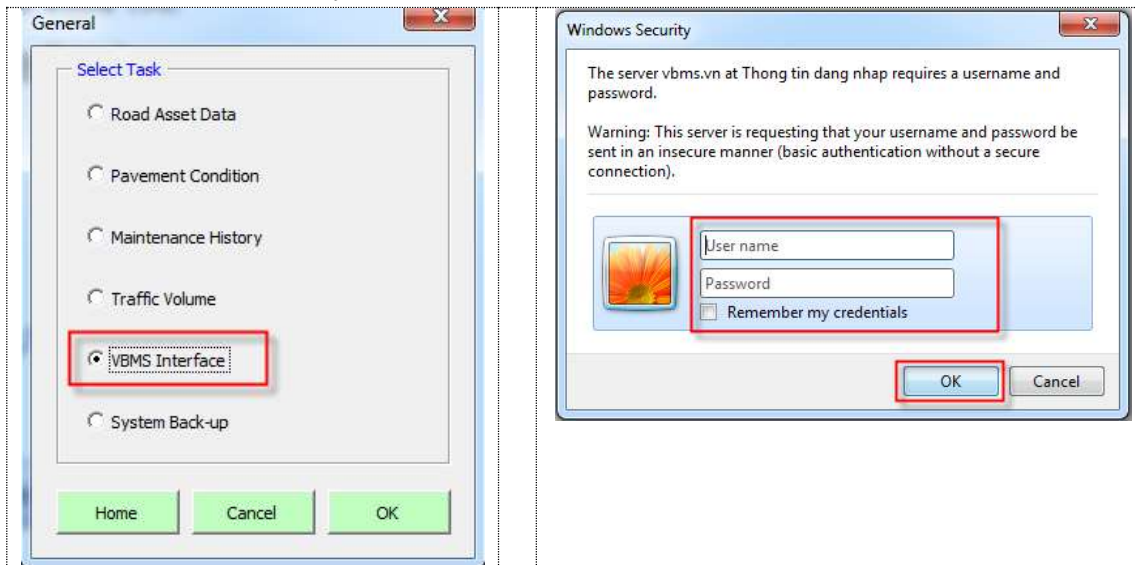 General
Select Task
Road Asset Data
Pavement Condition
Maintenance History
Traffic Volume
VBMS Interface
System Back-up
Home
Cancel
OK
Windows Security
The server vbms.vn at Thong tin dang nhap requires a username and
password.
Warning: This server is requesting that your username and password be
sent in an insecure manner (basic authentication without a secure
connection).
User name
Password
Remember my credentials
OK
Cancel